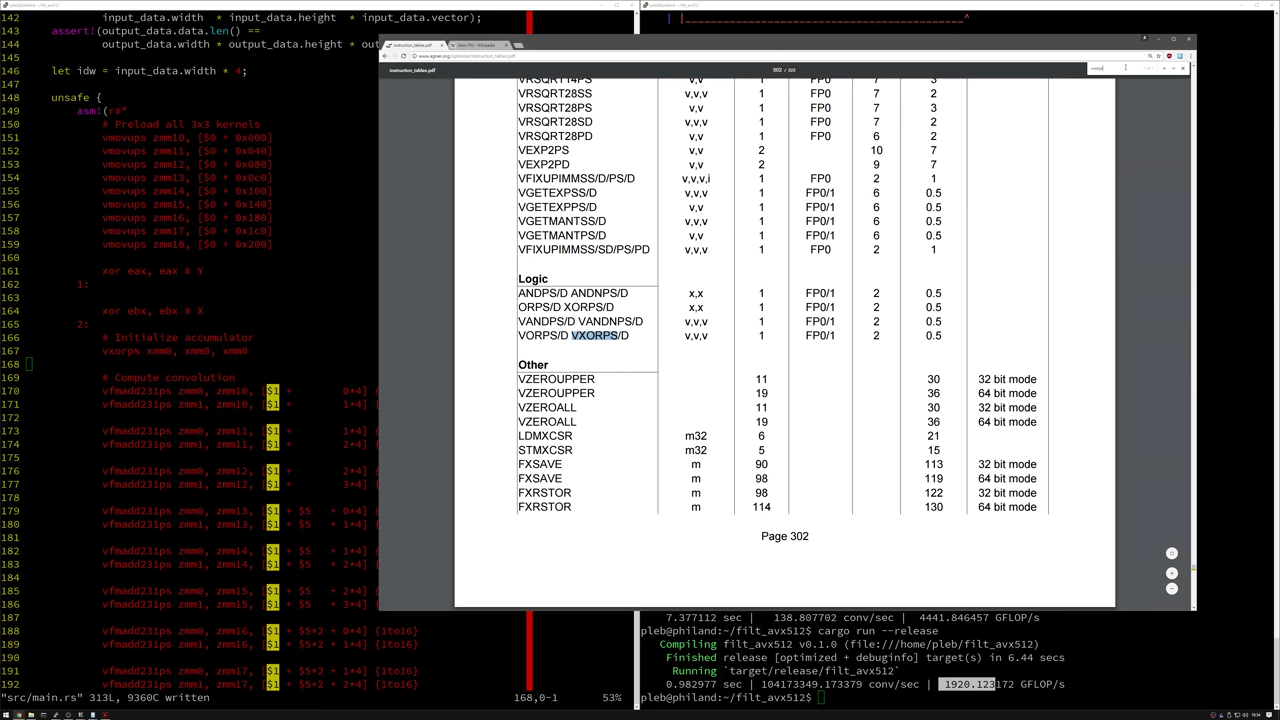 142         input_data.width  * input_data.height  * input_data.vector);
143     assert!(output_data.data.len() ==
144         output_data.width * output_data.height * out
145
146     let idw = input_data.width * 4;
147
148     unsafe {
149         asm!(r#"
150             # Preload all 3x3 kernels
151             vmovups zmm10, [$0 + 0x000]
152             vmovups zmm11, [$0 + 0x040]
153             vmovups zmm12, [$0 + 0x080]
154             vmovups zmm13, [$0 + 0x0c0]
155             vmovups zmm14, [$0 + 0x100]
156             vmovups zmm15, [$0 + 0x140]
157             vmovups zmm16, [$0 + 0x180]
158             vmovups zmm17, [$0 + 0x1c0]
159             vmovups zmm18, [$0 + 0x200]
160
161             xor eax, eax # Y
162         1:
163
164             xor ebx, ebx # X
165         2:
166             # Initialize accumulator
167             vxorps xmm0, xmm0, xmm0
168
169             # Compute convolution
170             vfmadd231ps zmm0, zmm10, [$1 +       0*4] {
171             vfmadd231ps zmm1, zmm10, [$1 +       1*4] {
172
173             vfmadd231ps zmm0, zmm11, [$1 +       1*4] {
174             vfmadd231ps zmm1, zmm11, [$1 +       2*4] {
175
176             vfmadd231ps zmm0, zmm12, [$1 +       2*4] {
177             vfmadd231ps zmm1, zmm12, [$1 +       3*4] {
178
179             vfmadd231ps zmm0, zmm13, [$1 + $5   + 0*4] {
180             vfmadd231ps zmm1, zmm13, [$1 + $5   + 1*4] {
181
182             vfmadd231ps zmm0, zmm14, [$1 + $5   + 1*4] {
183             vfmadd231ps zmm1, zmm14, [$1 + $5   + 2*4] {
184
185             vfmadd231ps zmm0, zmm15, [$1 + $5   + 2*4] {
186             vfmadd231ps zmm1, zmm15, [$1 + $5   + 3*4] {
187
188             vfmadd231ps zmm0, zmm16, [$1 + $5*2 + 0*4] {1to16}
189             vfmadd231ps zmm1, zmm16, [$1 + $5*2 + 1*4] {1to16}
190
191             vfmadd231ps zmm0, zmm17, [$1 + $5*2 + 1*4] {1to16}
192             vfmadd231ps zmm1, zmm17, [$1 + $5*2 + 2*4] {1to16}
"src/main.rs" 313L, 9360C written 168,0-1 53%
instruction_tables.pdf
www.agner.org/optimize/instruction_tables.pdf
instruction_tables.pdf 302 / 325
vxorps
VRSQRT14PS v,v 1 FP0 7 3
VRSQRT28SS v,v 1 FP0 7 2
VRSQRT28PS v,v 1 FP0 7 3
VRSQRT28SD v,v 1 FP0 7 2
VRSQRT28PD v,v 1 FP0 6 2
VEXP2PS v,v 2 10 7
VEXP2PD v,v 2 9 7
VFIXUPIMMSS/D/PS/D v,v,v,i 1 FP0 2 1
VGETEXPSS/D v,v,v 1 FP0/1 6 0.5
VGETEXPPS/D v,v 1 FP0/1 6 0.5
VGETMANTSS/D v,v,v 1 FP0/1 6 0.5
VGETMANTPS/D v,v 1 FP0/1 6 0.5
VFIXUPIMMSS/SD/PS/PD v,v,v 1 FP0 2 1
Logic
ANDPS/D ANDNPS/D x,x 1 FP0/1 2 0.5
ORPS/D XORPS/D x,x 1 FP0/1 2 0.5
VANDPS/D VANDNPS/D v,v,v 1 FP0/1 2 0.5
VORPS/D VXORPS/D v,v,v 1 FP0/1 2 0.5
Other
VZEROUPPER 11 30 32 bit mode
VZEROUPPER 19 36 64 bit mode
VZEROALL 11 30 32 bit mode
VZEROALL 19 36 64 bit mode
LDMXCSR m32 6 21
STMXCSR m32 5 15
FXSAVE m 90 113 32 bit mode
FXSAVE m 98 119 64 bit mode
FXRSTOR m 98 122 32 bit mode
FXRSTOR m 114 130 64 bit mode
Page 302
7.377112 sec | 138.807702 conv/sec | 4441.846457 GFLOP/s
pleb@philand:~/filt_avx512$ cargo run --release
Compiling filt_avx512 v0.1.0 (file:///home/pleb/filt_avx512)
Finished release [optimized + debuginfo] target(s) in 6.44 secs
Running `target/release/filt_avx512`
0.982977 sec | 104173349.173379 conv/sec | 1920.123172 GFLOP/s
pleb@philand:~/filt_avx512$